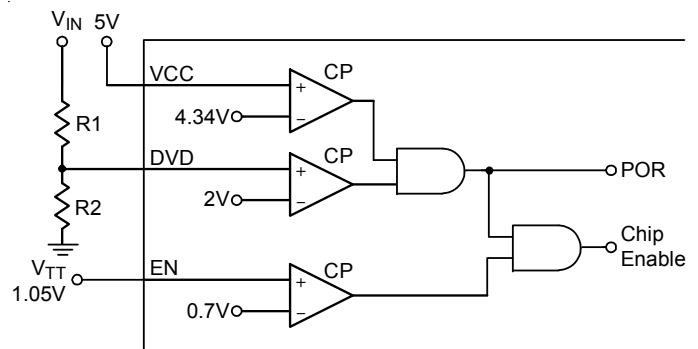 VIN 5V
VCC
CP
+
4.34V
−
R1
DVD
CP
+
2V
−
R2
POR
VTT
1.05V
EN
CP
+
0.7V
−
Chip
Enable